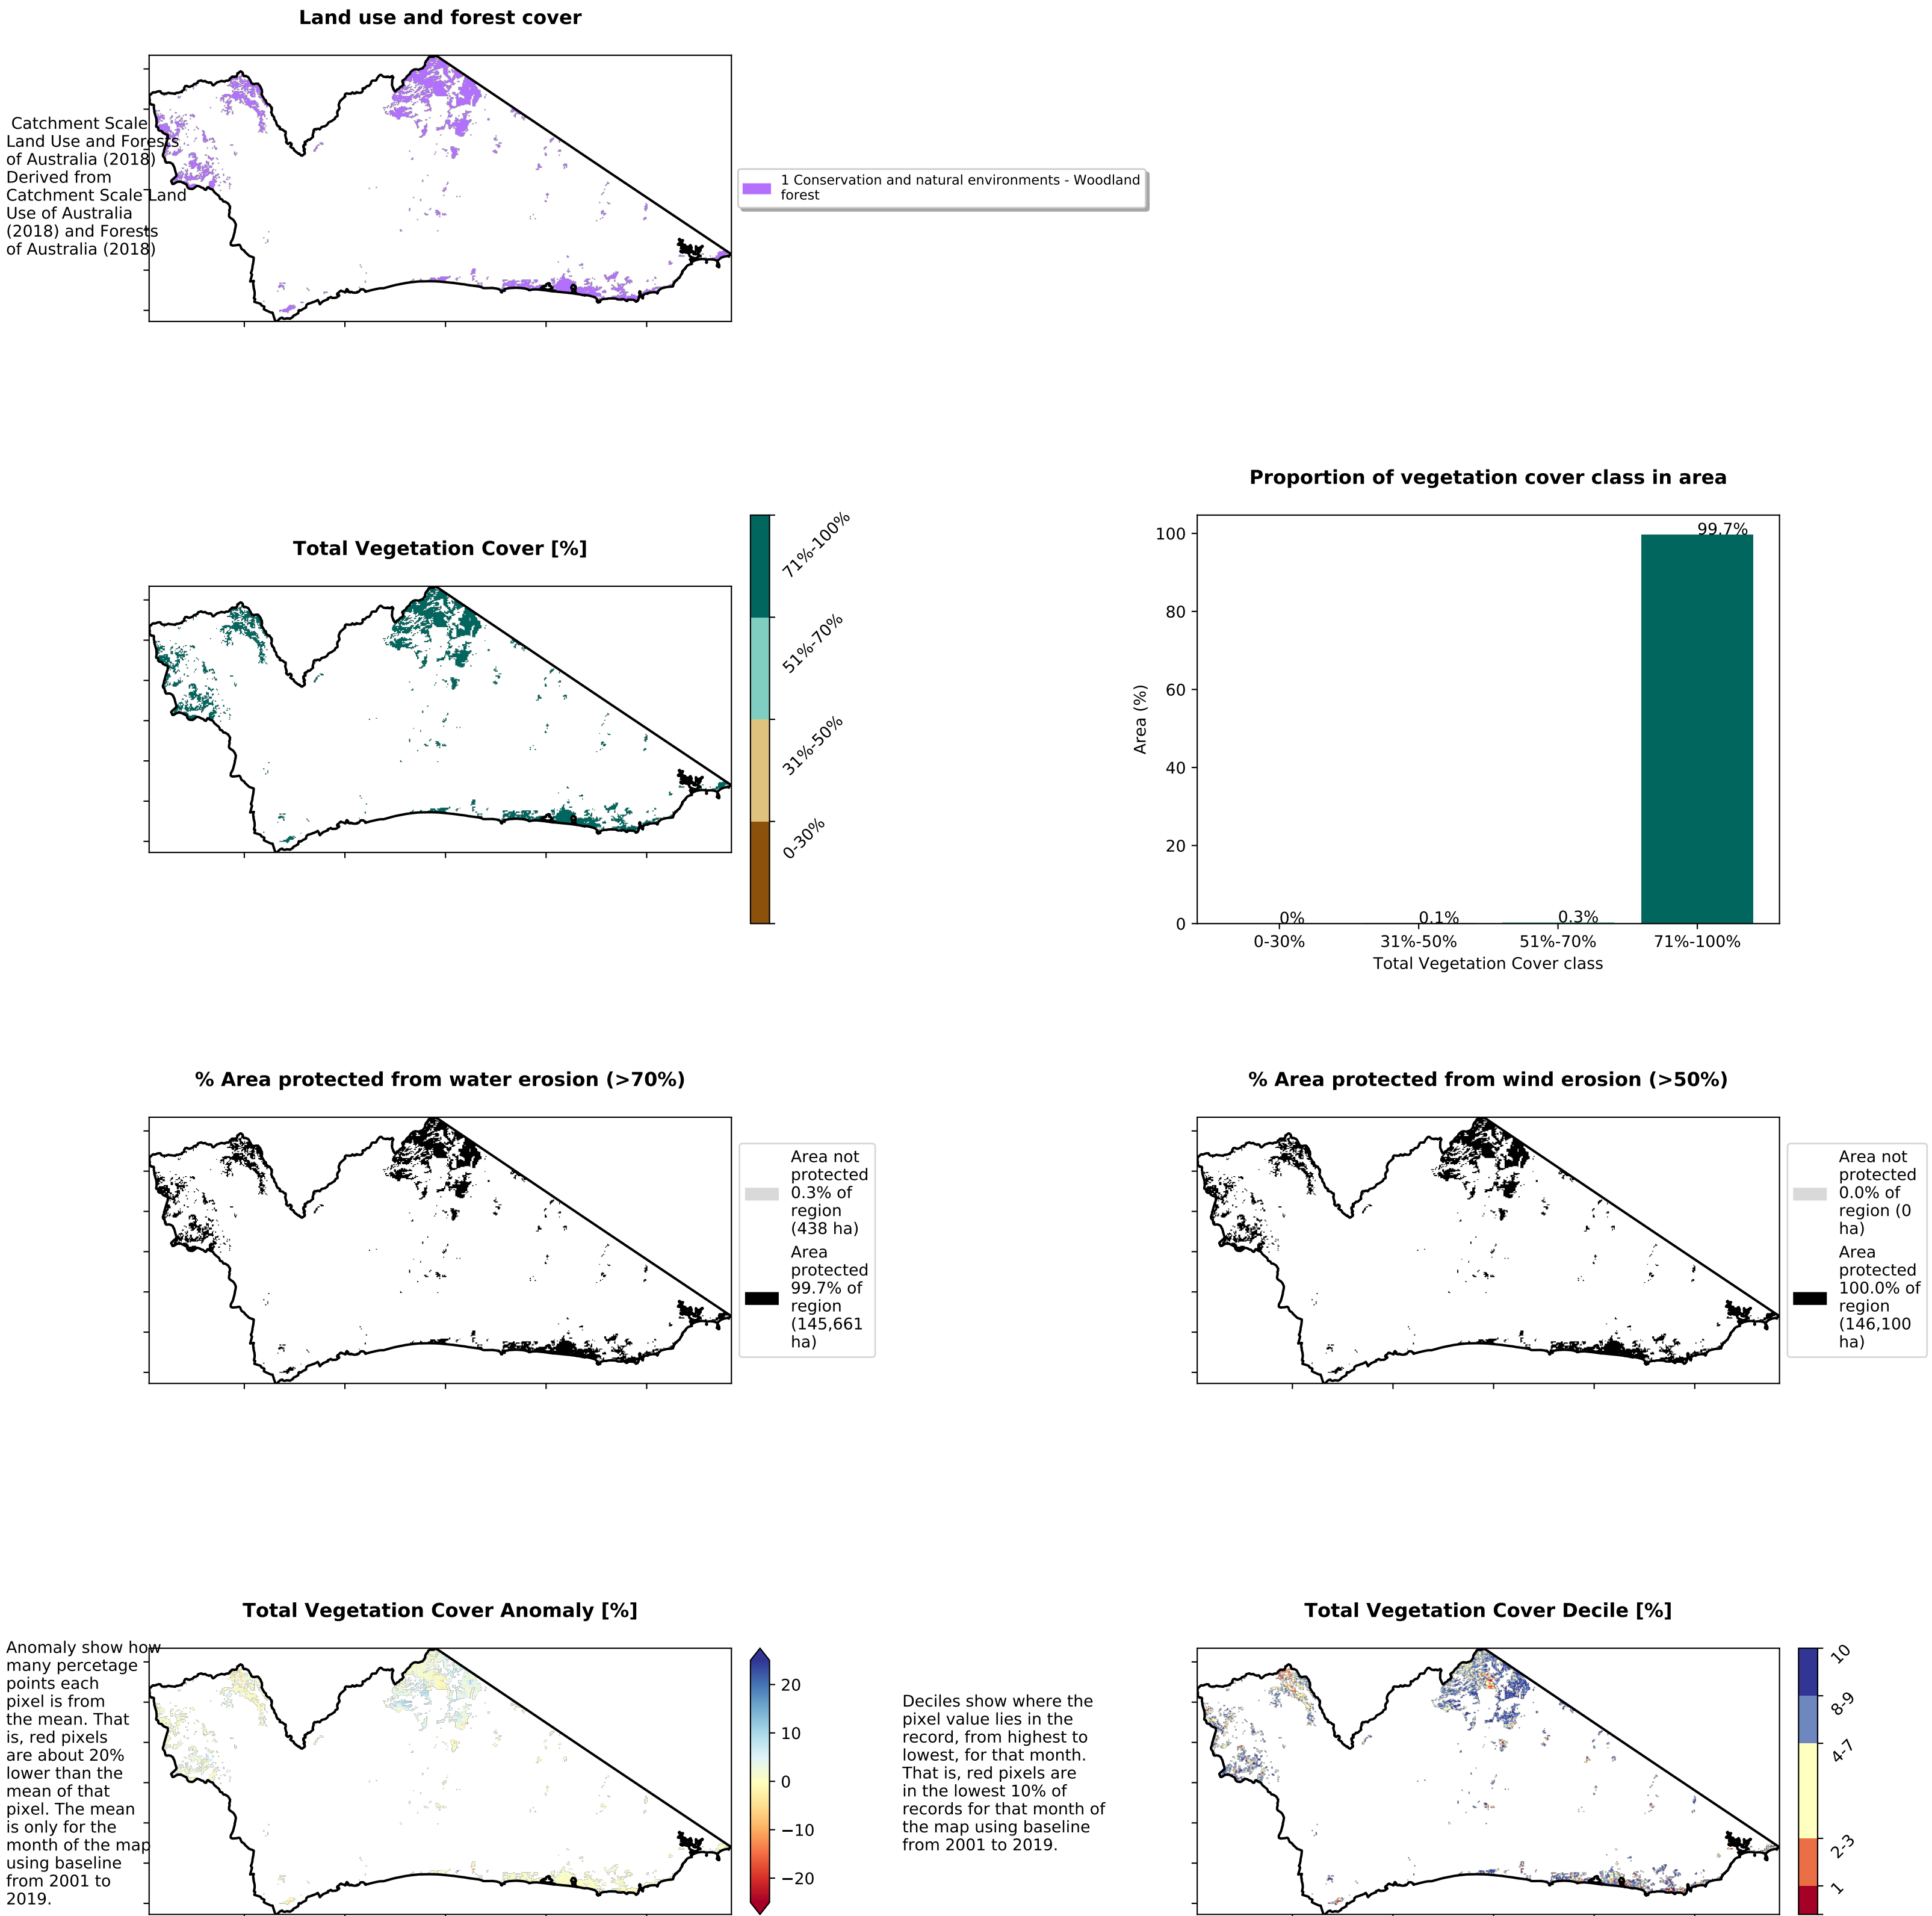 Land use and forest cover
Catchment Scale
Land Use and Forests
of Australia (2018)
Derived from
Catchment Scale Land
Use of Australia
(2018) and Forests
of Australia (2018)
1 Conservation and natural environments - Woodland
forest
Total Vegetation Cover [%]
71%-100%
51%-70%
31%-50%
0-30%
Proportion of vegetation cover class in area
Area (%)
100
80
60
40
20
0
0%
0.1%
0.3%
99.7%
0-30%
31%-50%
51%-70%
71%-100%
Total Vegetation Cover class
% Area protected from water erosion (>70%)
Area not
protected
0.3% of
region
(438 ha)
Area
protected
99.7% of
region
(145,661
ha)
% Area protected from wind erosion (>50%)
Area not
protected
0.0% of
region (0
ha)
Area
protected
100.0% of
region
(146,100
ha)
Total Vegetation Cover Anomaly [%]
Anomaly show how
many percetage
points each
pixel is from
the mean. That
is, red pixels
are about 20%
lower than the
mean of that
pixel. The mean
is only for the
month of the map
using baseline
from 2001 to
2019.
20
10
0
−10
−20
Total Vegetation Cover Decile [%]
Deciles show where the
pixel value lies in the
record, from highest to
lowest, for that month.
That is, red pixels are
in the lowest 10% of
records for that month of
the map using baseline
from 2001 to 2019.
10
8-9
4-7
2-3
1